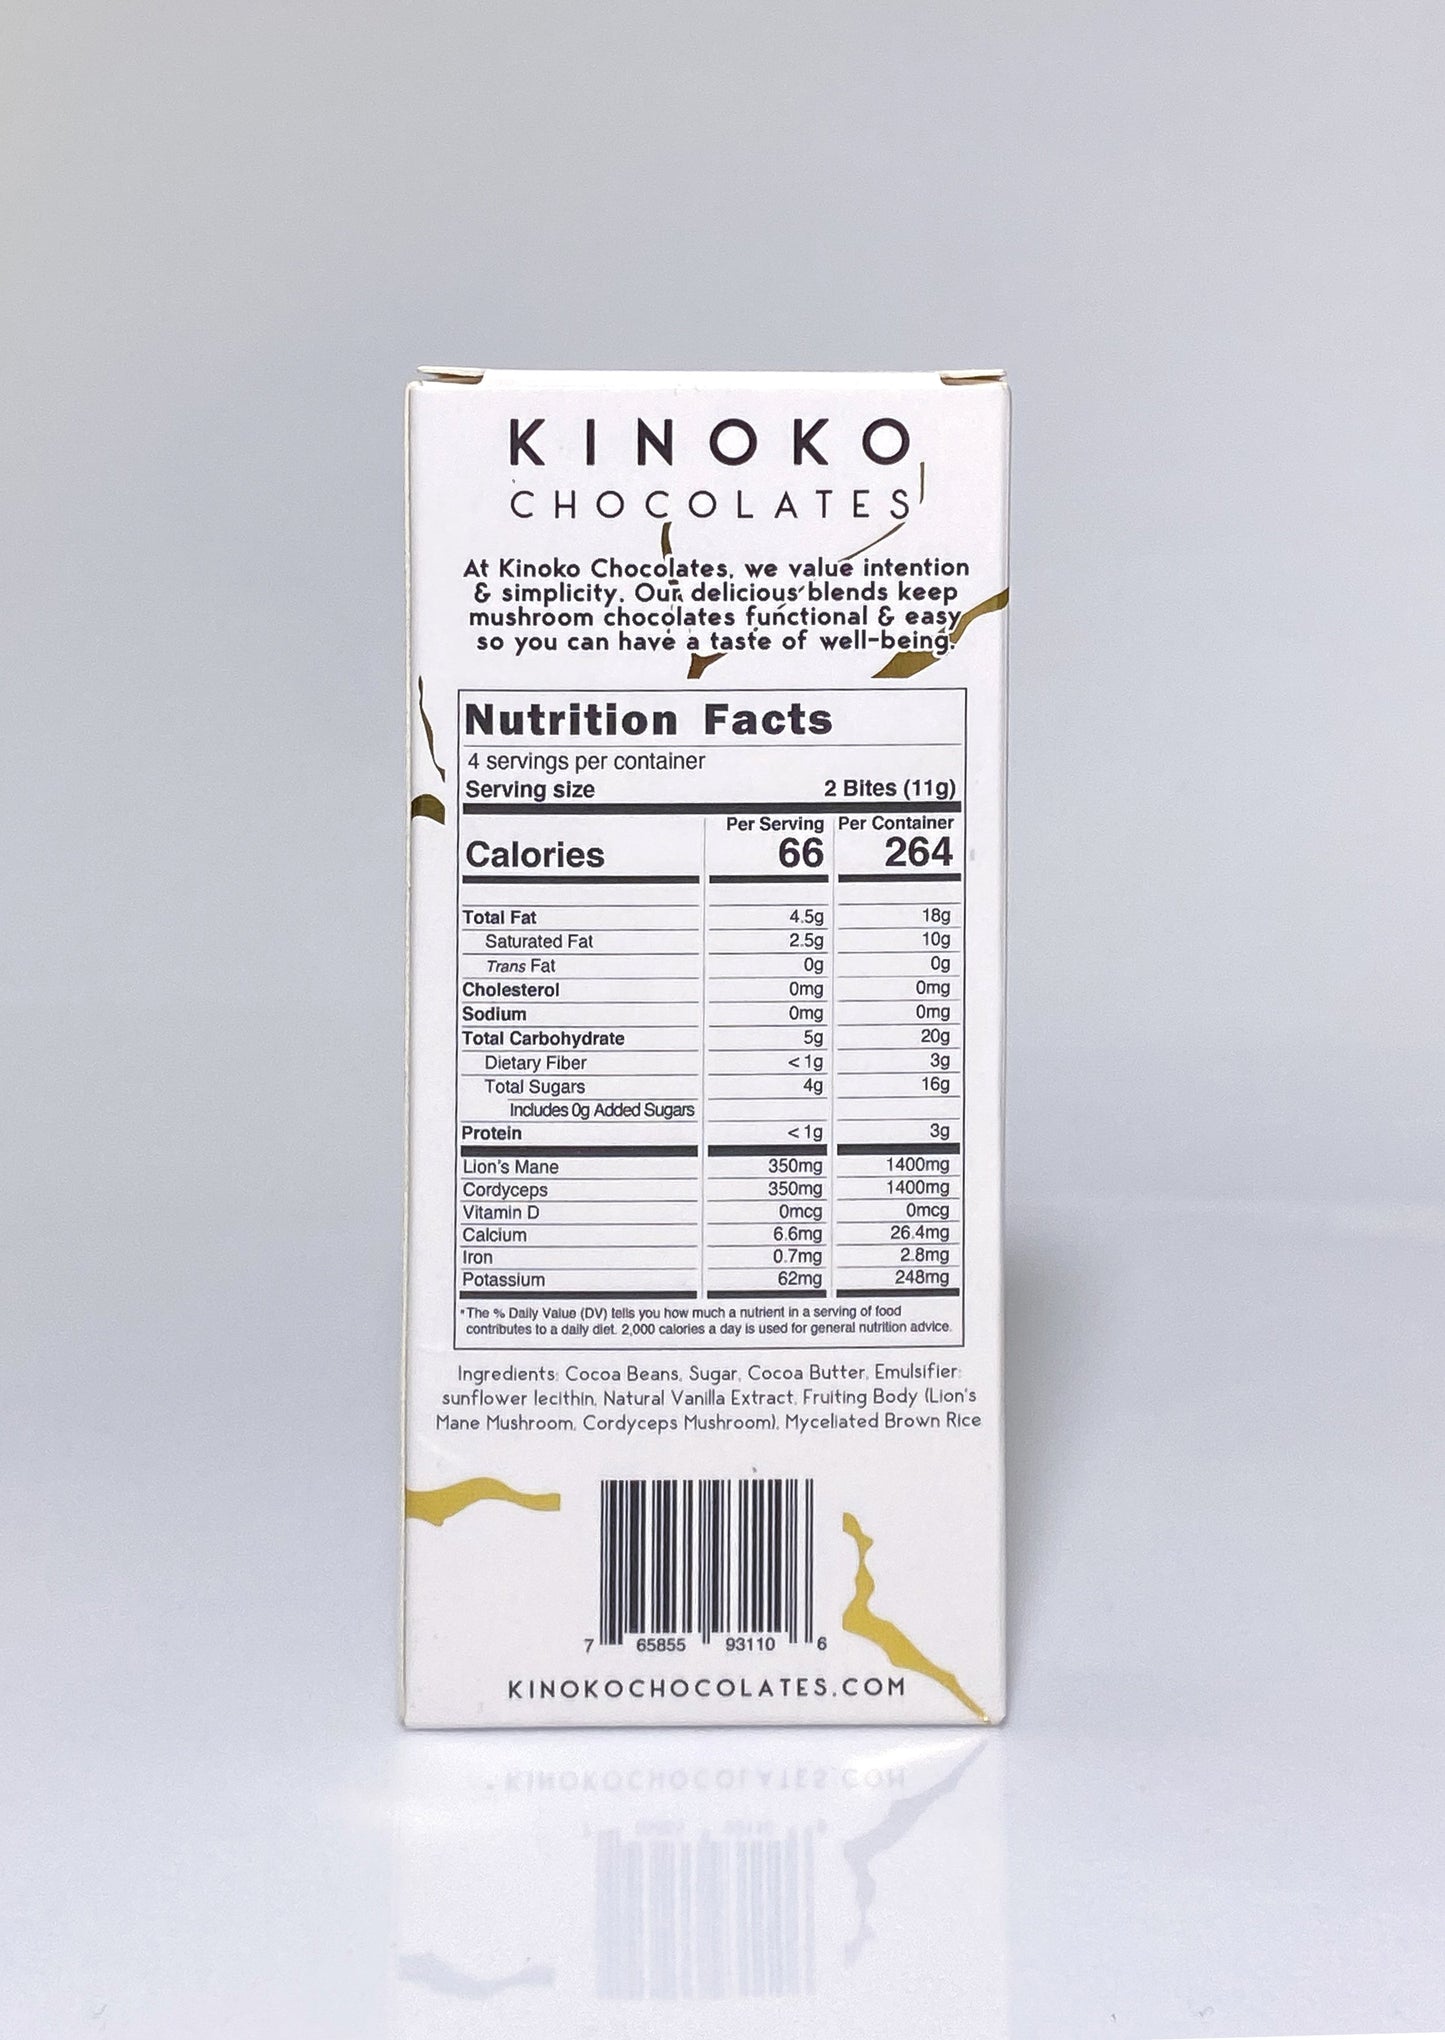 KINOKO
CHOCOLATES
At Kinoko Chocolates, we value intention
& simplicity. Our delicious blends keep
mushroom chocolates functional & easy
so you can have a taste of well-being.
Nutrition Facts
4 servings per container
Serving size 2 Bites (11g)
Per Serving Per Container
Calories 66 264
Total Fat 4.5g 18g
Saturated Fat 2.5g 10g
Trans Fat 0g 0g
Cholesterol 0mg 0mg
Sodium 0mg 0mg
Total Carbohydrate 5g 20g
Dietary Fiber <1g 3g
Total Sugars 4g 16g
Includes 0g Added Sugars
Protein <1g 3g
Lion's Mane 350mg 1400mg
Cordyceps 350mg 1400mg
Vitamin D 0mcg 0mcg
Calcium 6.6mg 26.4mg
Iron 0.7mg 2.8mg
Potassium 62mg 248mg
*The % Daily Value (DV) tells you how much a nutrient in a serving of food
contributes to a daily diet. 2,000 calories a day is used for general nutrition advice.
Ingredients: Cocoa Beans, Sugar, Cocoa Butter, Emulsifier:
sunflower lecithin, Natural Vanilla Extract, Fruiting Body (Lion's
Mane Mushroom, Cordyceps Mushroom), Myceliated Brown Rice
7 65855 93110 6
KINOKOCHOCOLATES.COM